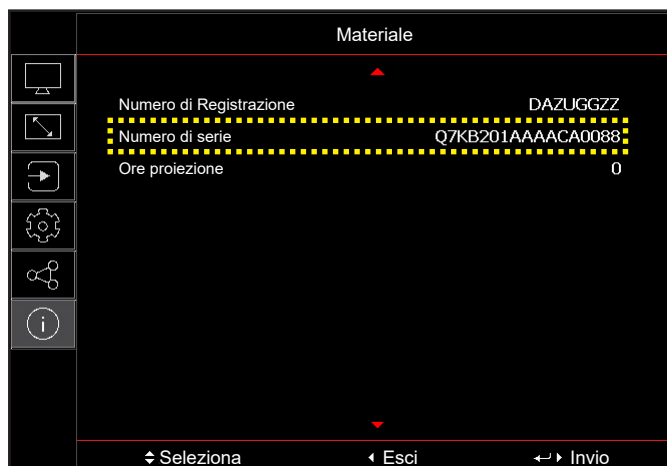 Materiale
Numero di Registrazione DAZUGGZZ
Numero di serie Q7KB201AAAACA0088
Ore proiezione 0
Seleziona Esci Invio